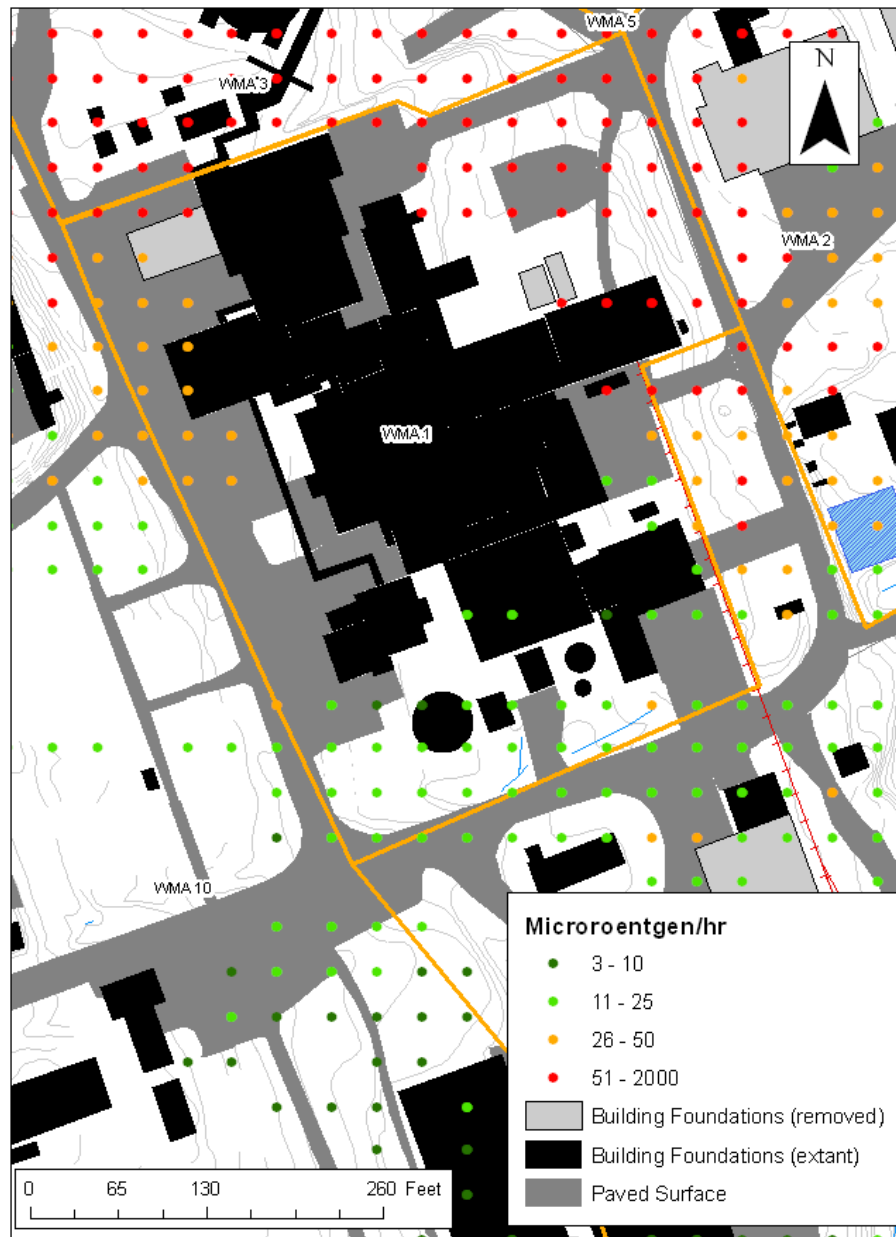 WMA 5
WMA 3
N
WMA 2
WMA 1
WMA 10
Microroentgen/hr
3 - 10
11 - 25
26 - 50
51 - 2000
Building Foundations (removed)
Building Foundations (extant)
Paved Surface
0 65 130 260 Feet